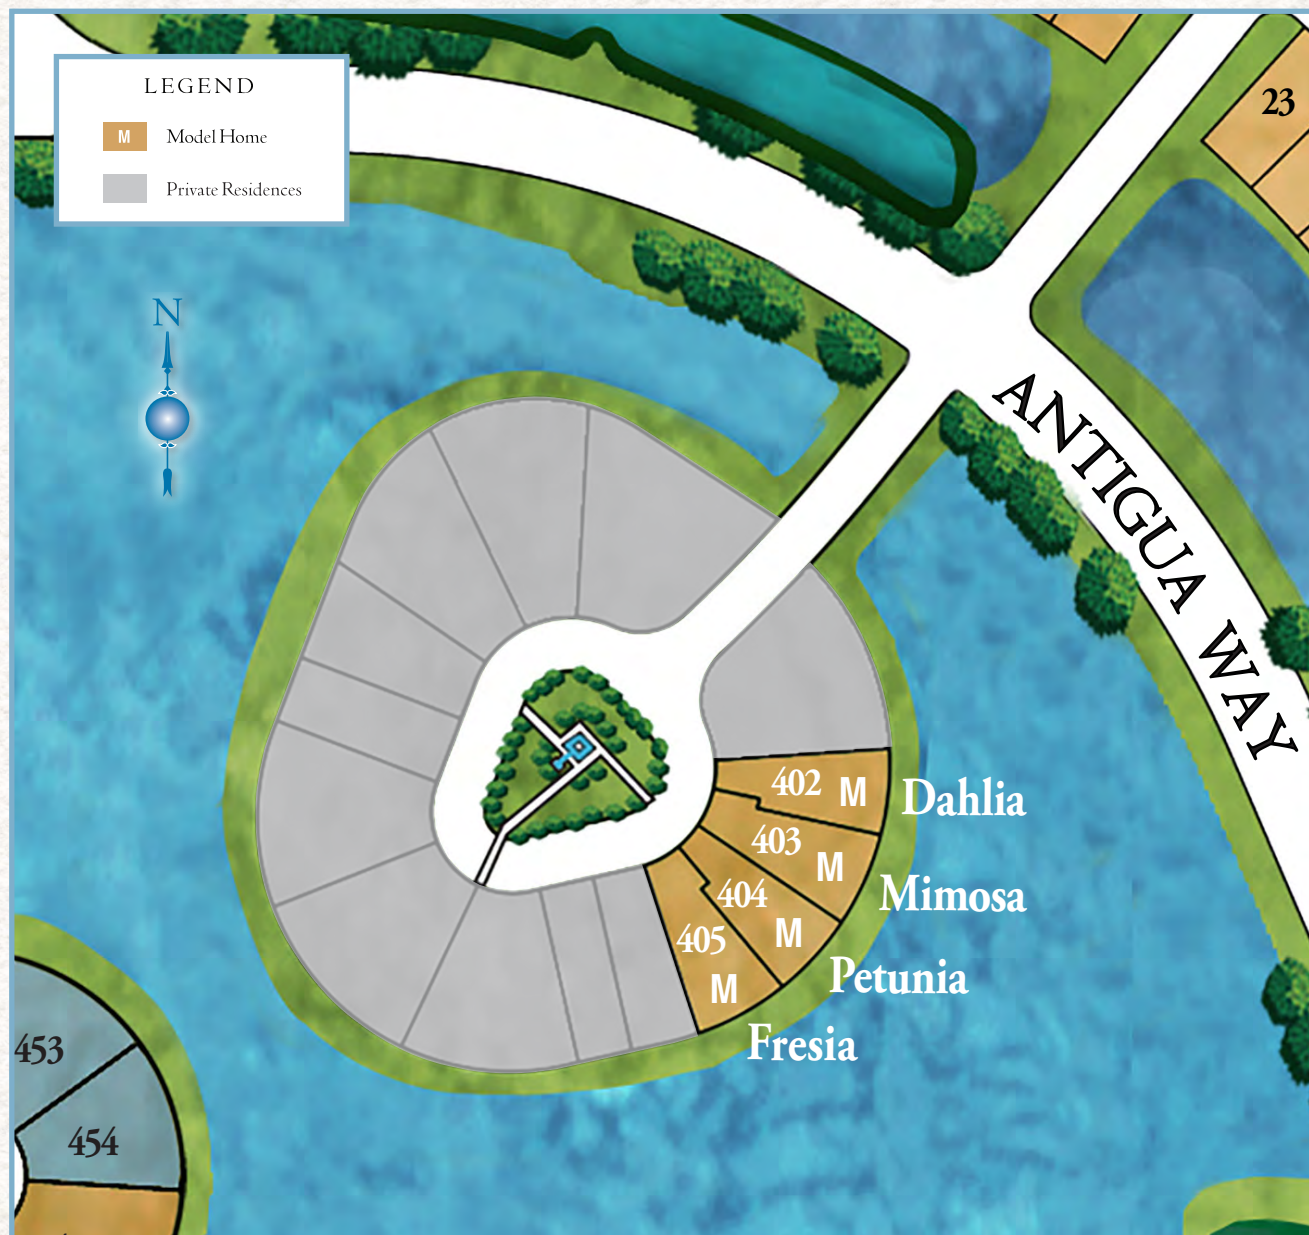 LEGEND
M Model Home
Private Residences
N
23
ANTIGUA WAY
402 M Dahlia
403 M Mimosa
404 M Petunia
405 M Fresia
453
454